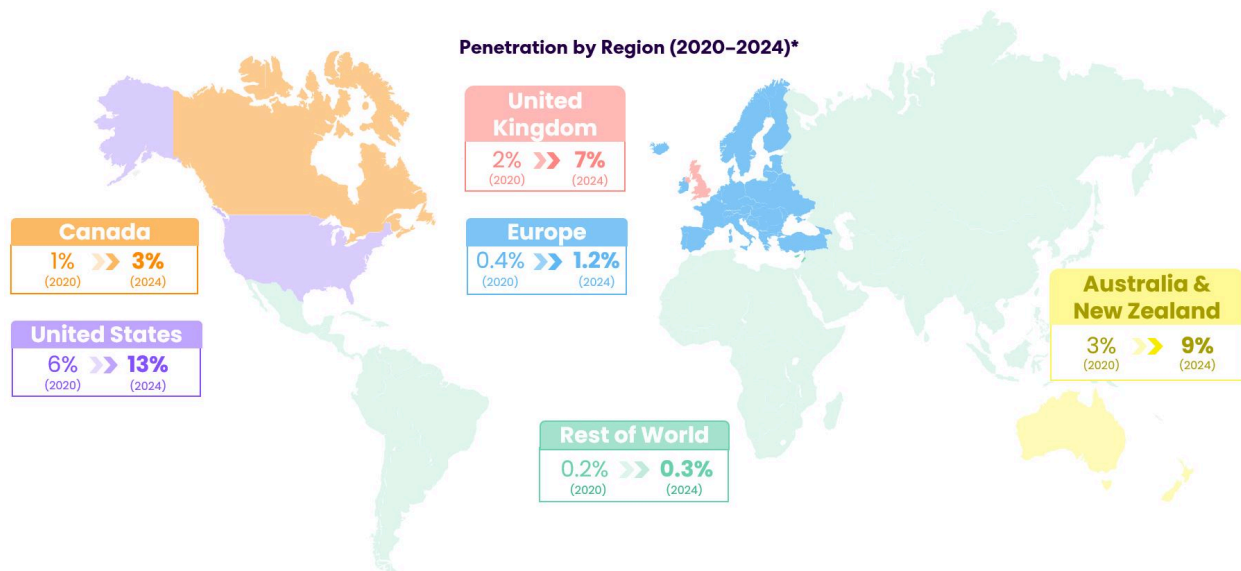 Penetration by Region (2020–2024)*
United
Kingdom
2% 7%
(2020) (2024)
Canada
1% 3%
(2020) (2024)
Europe
0.4% 1.2%
(2020) (2024)
Australia &
New Zealand
3% 9%
(2020) (2024)
United States
6% 13%
(2020) (2024)
Rest of World
0.2% 0.3%
(2020) (2024)